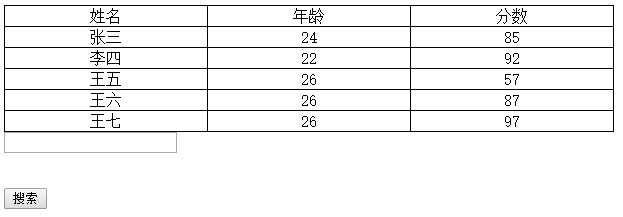 姓名 年龄 分数
张三 24 85
李四 22 92
王五 26 57
王六 26 87
王七 26 97
搜索